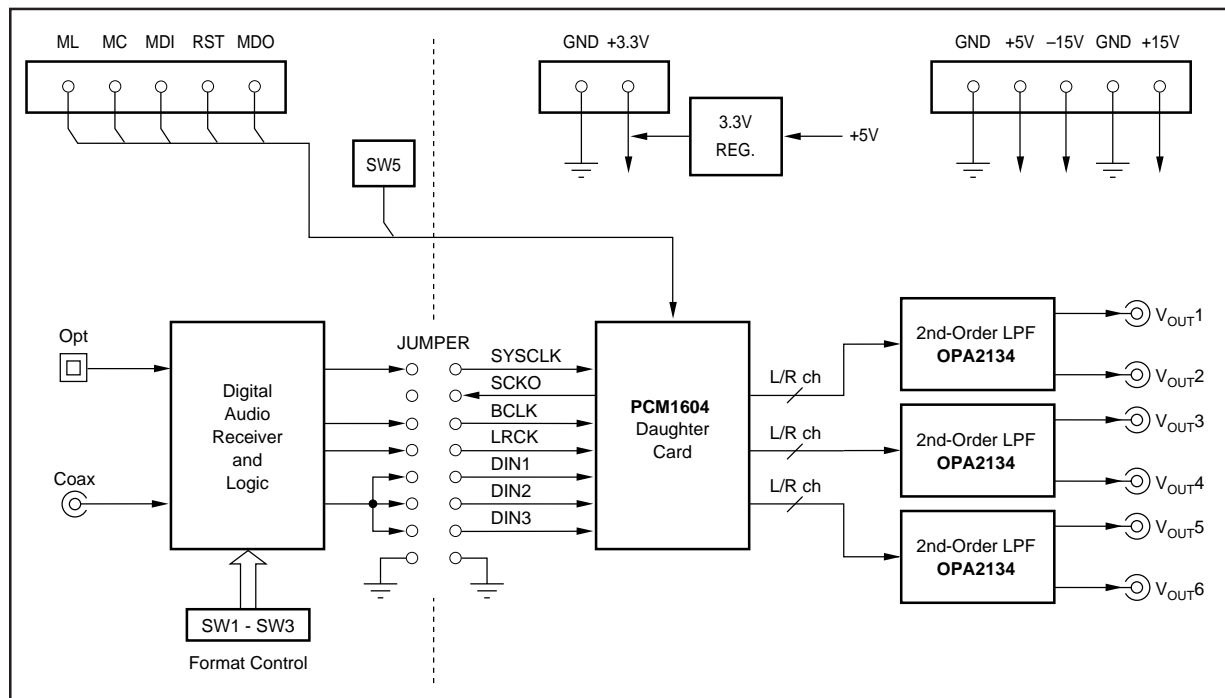 ML MC MDI RST MDO
GND +3.3V
GND +5V –15V GND +15V
3.3V
REG.
+5V
SW5
Opt
Coax
Digital
Audio
Receiver
and
Logic
SW1 - SW3
Format Control
JUMPER
SYSCLK
SCKO
BCLK
LRCK
DIN1
DIN2
DIN3
PCM1604
Daughter
Card
L/R ch
L/R ch
L/R ch
2nd-Order LPF
OPA2134
2nd-Order LPF
OPA2134
2nd-Order LPF
OPA2134
VOUT1
VOUT2
VOUT3
VOUT4
VOUT5
VOUT6